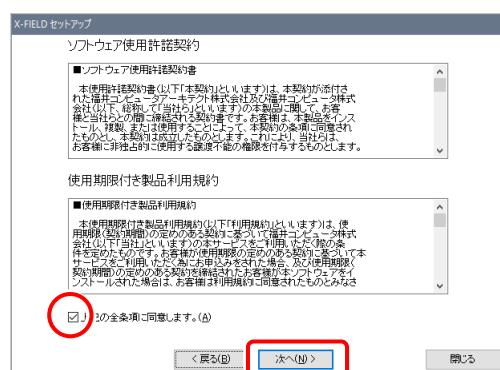 X-FIELD セットアップ
ソフトウェア使用許諾契約
■ソフトウェア使用許諾契約書
本使用許諾契約書(以下「本契約」といいます)は、本契約が添付さ
れた福井コンピュータアーキテクト株式会社及び福井コンピュータ株式
会社(以下、総称して「当社ら」といいます)の本製品に関して、お客
様と当社らとの間に締結される契約書です。お客様は、本製品をインス
トール、複製、または使用することによって、本契約の条項に同意され
たものとし、本契約は成立したものとします。これにより、当社らは、
お客様に非独占的に使用する譲渡不能の権限を付与するものとします。
使用期限付き製品利用規約
■使用期限付き製品利用規約
本使用期限付き製品利用規約(以下「利用規約」といいます)は、使
用期限(契約期間)の定めのある契約に基づいて福井コンピュータ株式
会社(以下「当社」といいます)の本サービスをご利用いただく際の条
件を定めたものです。お客様が使用期限の定めのある契約に基づいて本
サービスをご利用いただく為にお申込みをされた場合、及び使用期限(
契約期間)の定めのある契約を締結されたお客様が本ソフトウェアをイ
ンストールされた場合は、お客様は利用規約に同意されたものとみなさ
の全条項に同意します。(A)
< 戻る(B)
次へ(N) >
閉じる